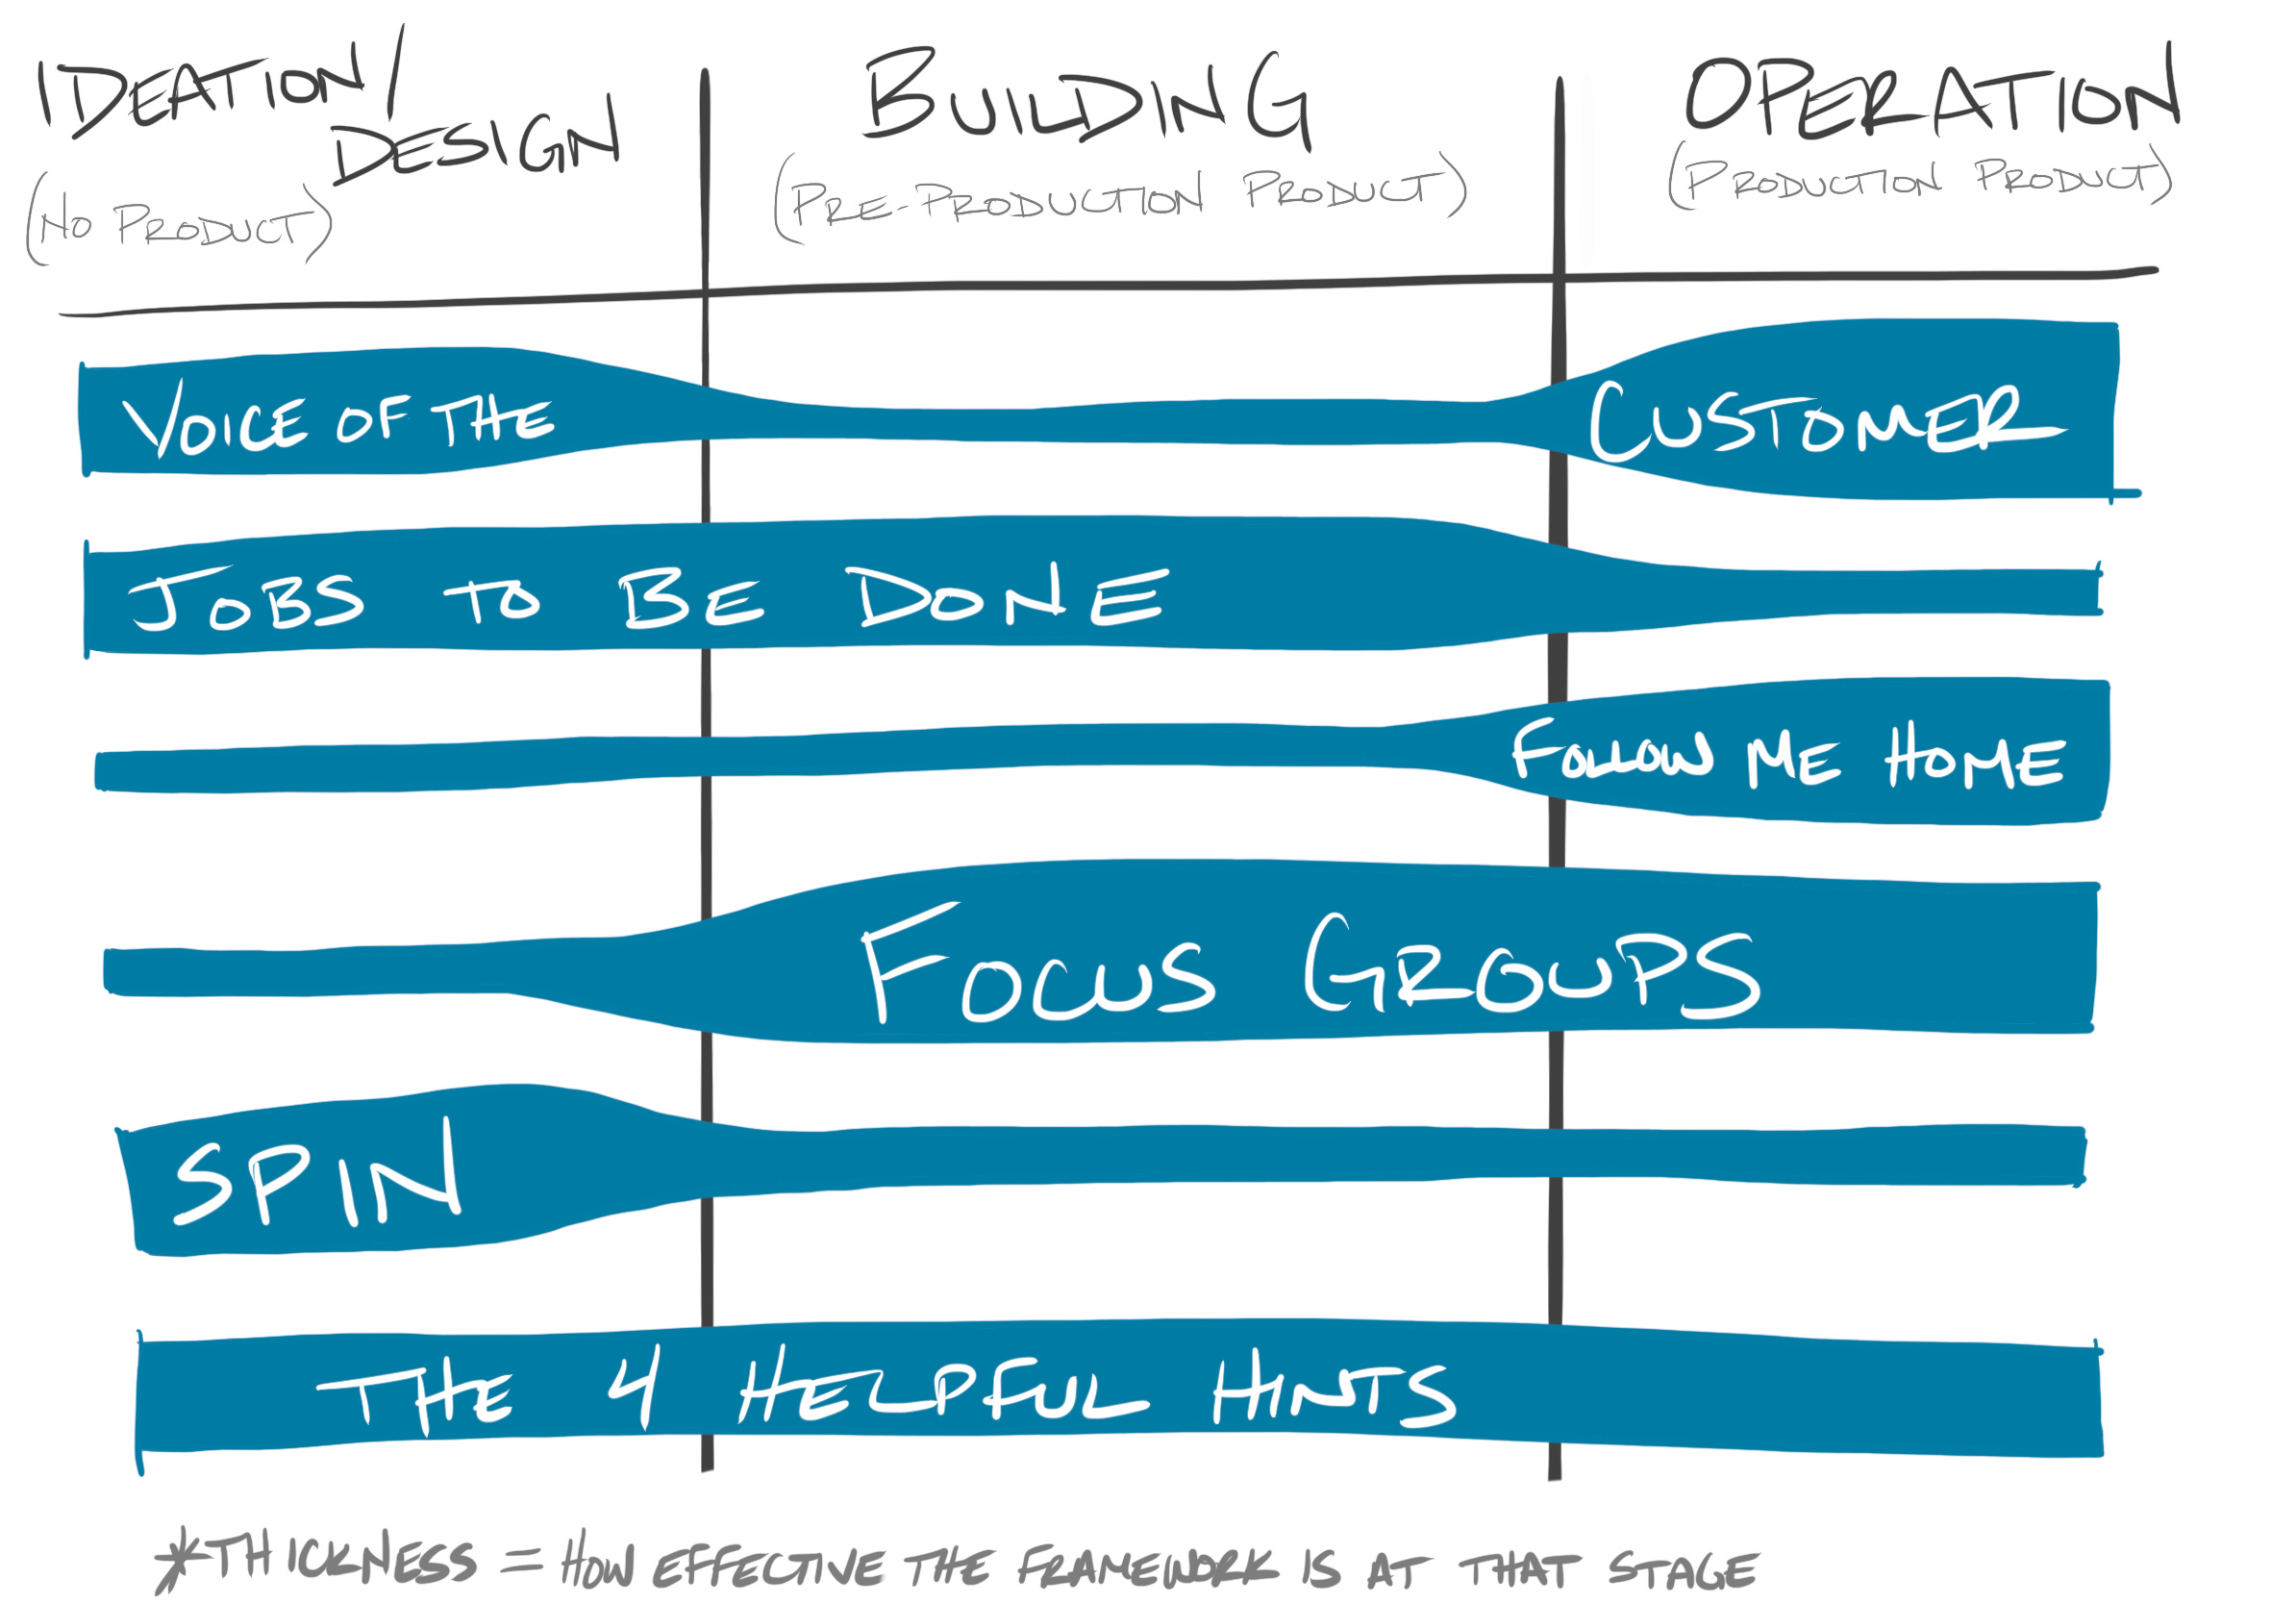 IDEATION/
DESIGN
(NO PRODUCT)
BUILDING
(PRE-PRODUCTION PRODUCT)
OPERATION
(PRODUCTION PRODUCT)
VOICE OF THE CUSTOMER
JOBS TO BE DONE
FOLLOW ME HOME
FOCUS GROUPS
SPIN
THE 4 HELPFUL HINTS
*THICKNESS = HOW EFFECTIVE THE FRAMEWORK IS AT THAT STAGE